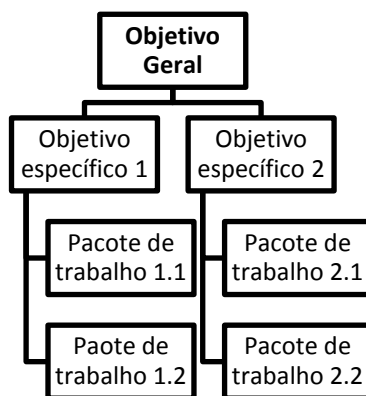 Objetivo
Geral
Objetivo
específico 1
Objetivo
específico 2
Pacote de
trabalho 1.1
Pacote de
trabalho 2.1
Paote de
trabalho 1.2
Pacote de
trabalho 2.2